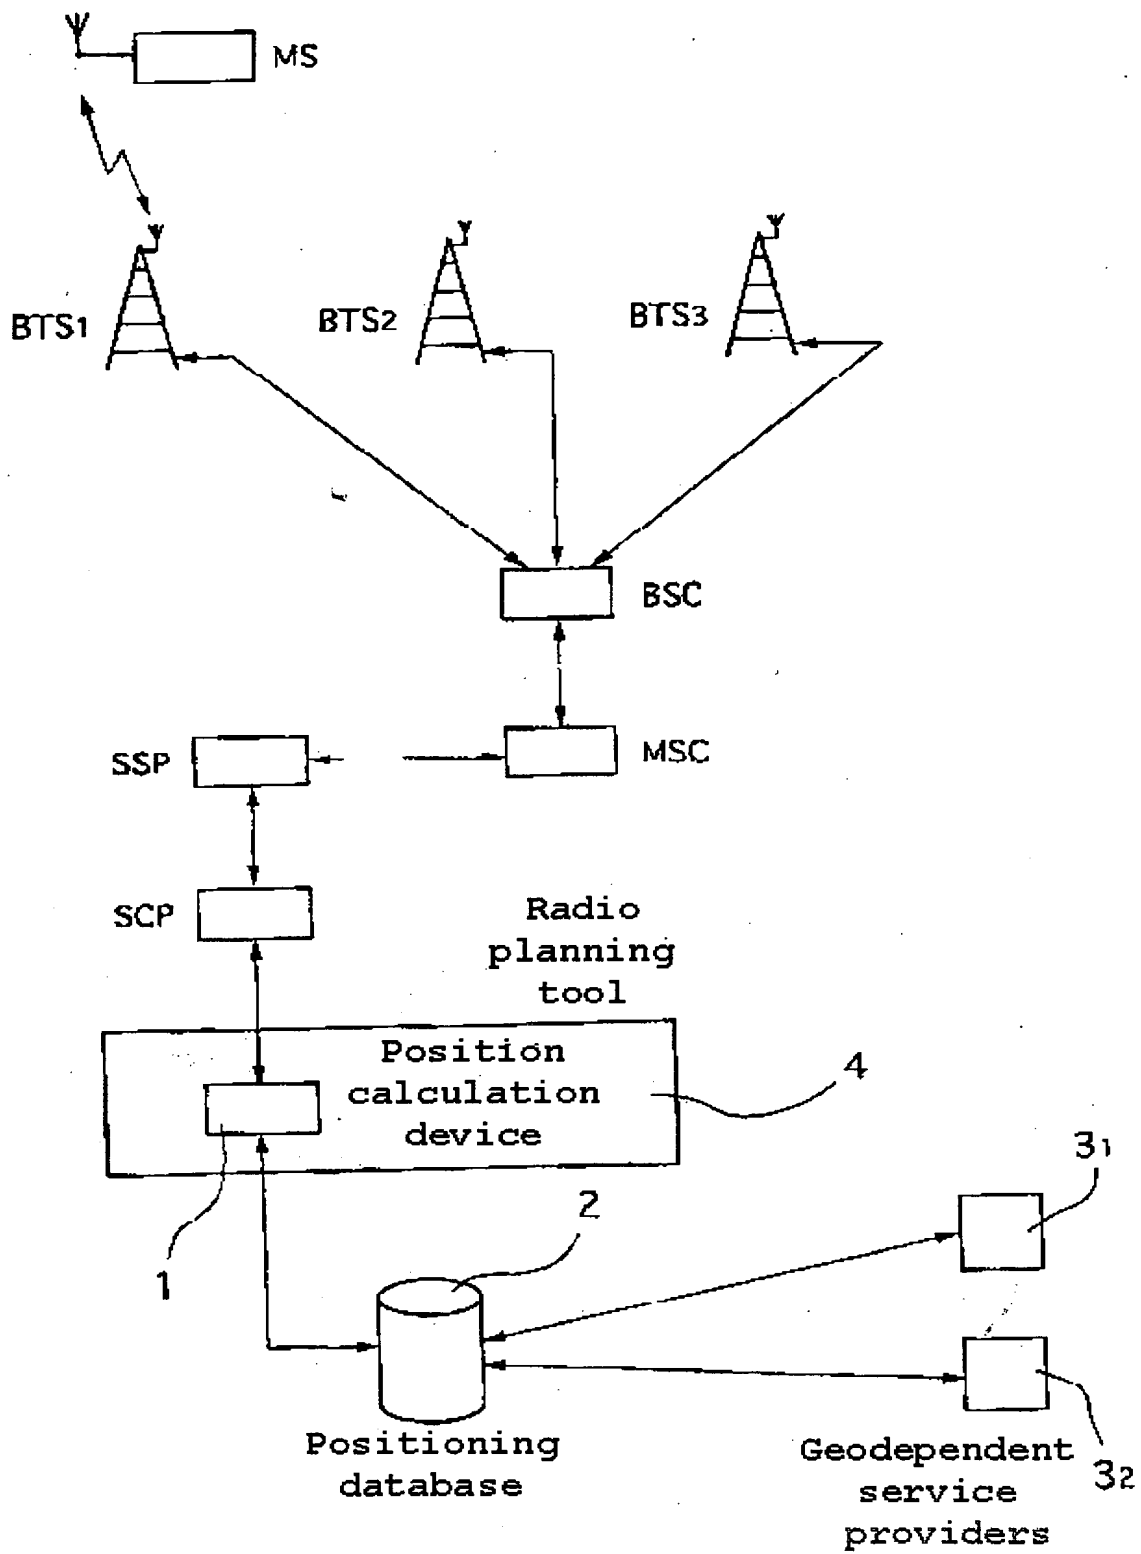 MS
BTS1
BTS2
BTS3
BSC
SSP
MSC
SCP
Radio
planning
tool
Position
calculation
device
4
1
2
31
32
Positioning
database
Geodependent
service
providers